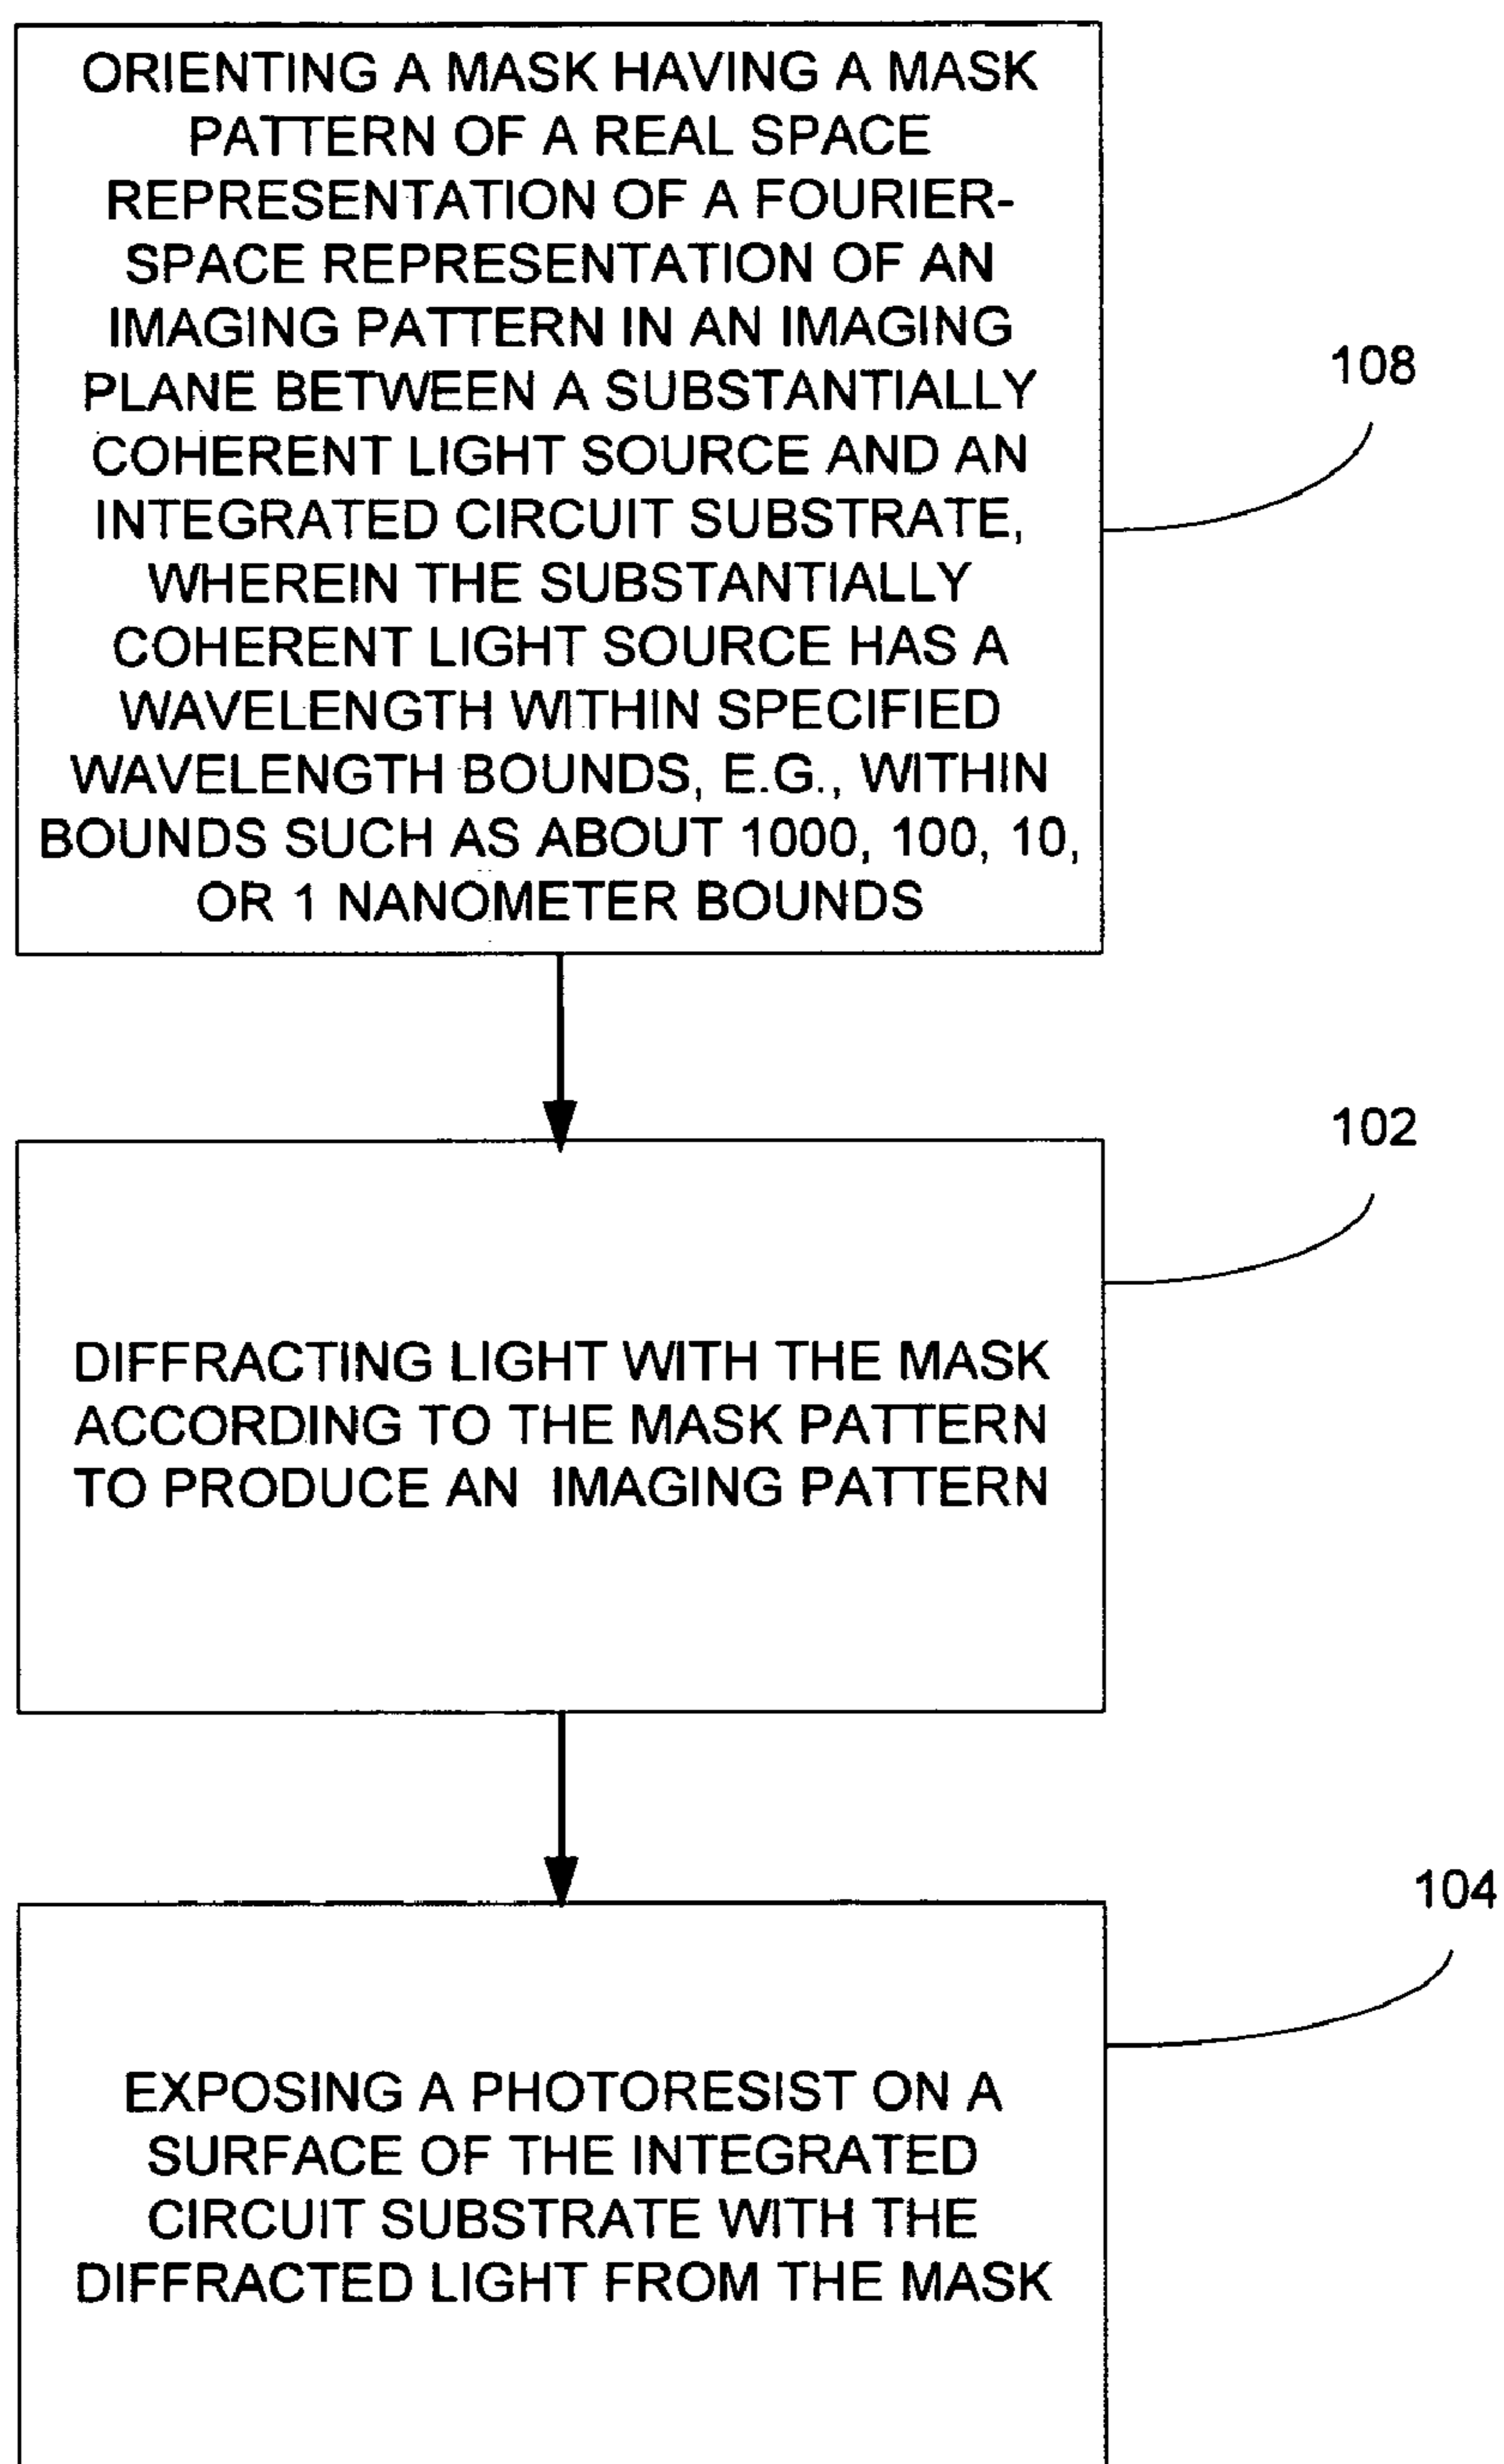 ORIENTING A MASK HAVING A MASK
PATTERN OF A REAL SPACE
REPRESENTATION OF A FOURIER-
SPACE REPRESENTATION OF AN
IMAGING PATTERN IN AN IMAGING
PLANE BETWEEN A SUBSTANTIALLY
COHERENT LIGHT SOURCE AND AN
INTEGRATED CIRCUIT SUBSTRATE,
WHEREIN THE SUBSTANTIALLY
COHERENT LIGHT SOURCE HAS A
WAVELENGTH WITHIN SPECIFIED
WAVELENGTH BOUNDS, E.G., WITHIN
BOUNDS SUCH AS ABOUT 1000, 100, 10,
OR 1 NANOMETER BOUNDS
108
102
DIFFRACTING LIGHT WITH THE MASK
ACCORDING TO THE MASK PATTERN
TO PRODUCE AN IMAGING PATTERN
104
EXPOSING A PHOTORESIST ON A
SURFACE OF THE INTEGRATED
CIRCUIT SUBSTRATE WITH THE
DIFFRACTED LIGHT FROM THE MASK